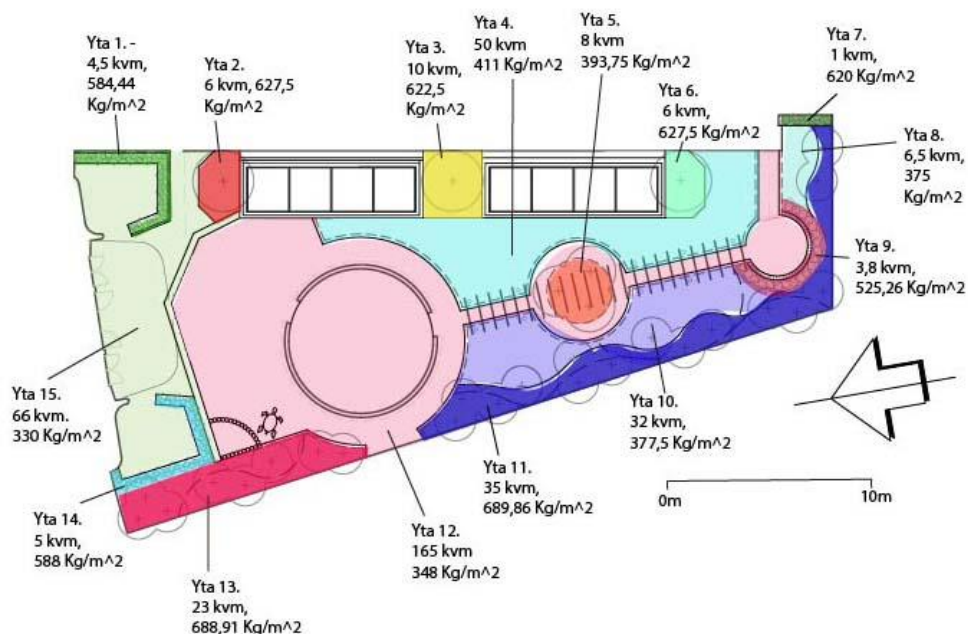 Yta 1. -
4,5 kvm,
584,44
Kg/m^2
Yta 2.
6 kvm, 627,5
Kg/m^2
Yta 3.
10 kvm,
622,5
Kg/m^2
Yta 4.
50 kvm
411 Kg/m^2
Yta 5.
8 kvm
393,75 Kg/m^2
Yta 6.
6 kvm,
627,5 Kg/m^2
Yta 7.
1 kvm,
620 Kg/m^2
Yta 8.
6,5 kvm,
375
Kg/m^2
Yta 9.
3,8 kvm,
525,26 Kg/m^2
Yta 15.
66 kvm.
330 Kg/m^2
Yta 10.
32 kvm,
377,5 Kg/m^2
Yta 11.
35 kvm,
689,86 Kg/m^2
0m
10m
Yta 14.
5 kvm,
588 Kg/m^2
Yta 12.
165 kvm
348 Kg/m^2
Yta 13.
23 kvm,
688,91 Kg/m^2